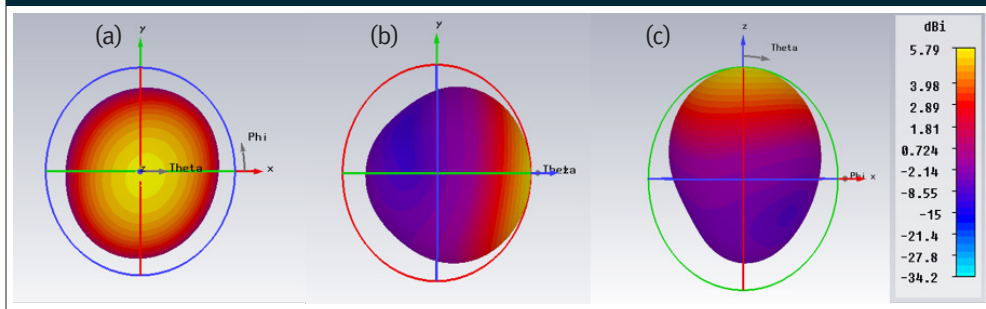 (a)
y
Phi
z
Theta
x
(b)
y
Theta
(c)
z
Theta
Phi x
dBi
5.79
3.98
2.89
1.81
0.724
-2.14
-8.55
-15
-21.4
-27.8
-34.2